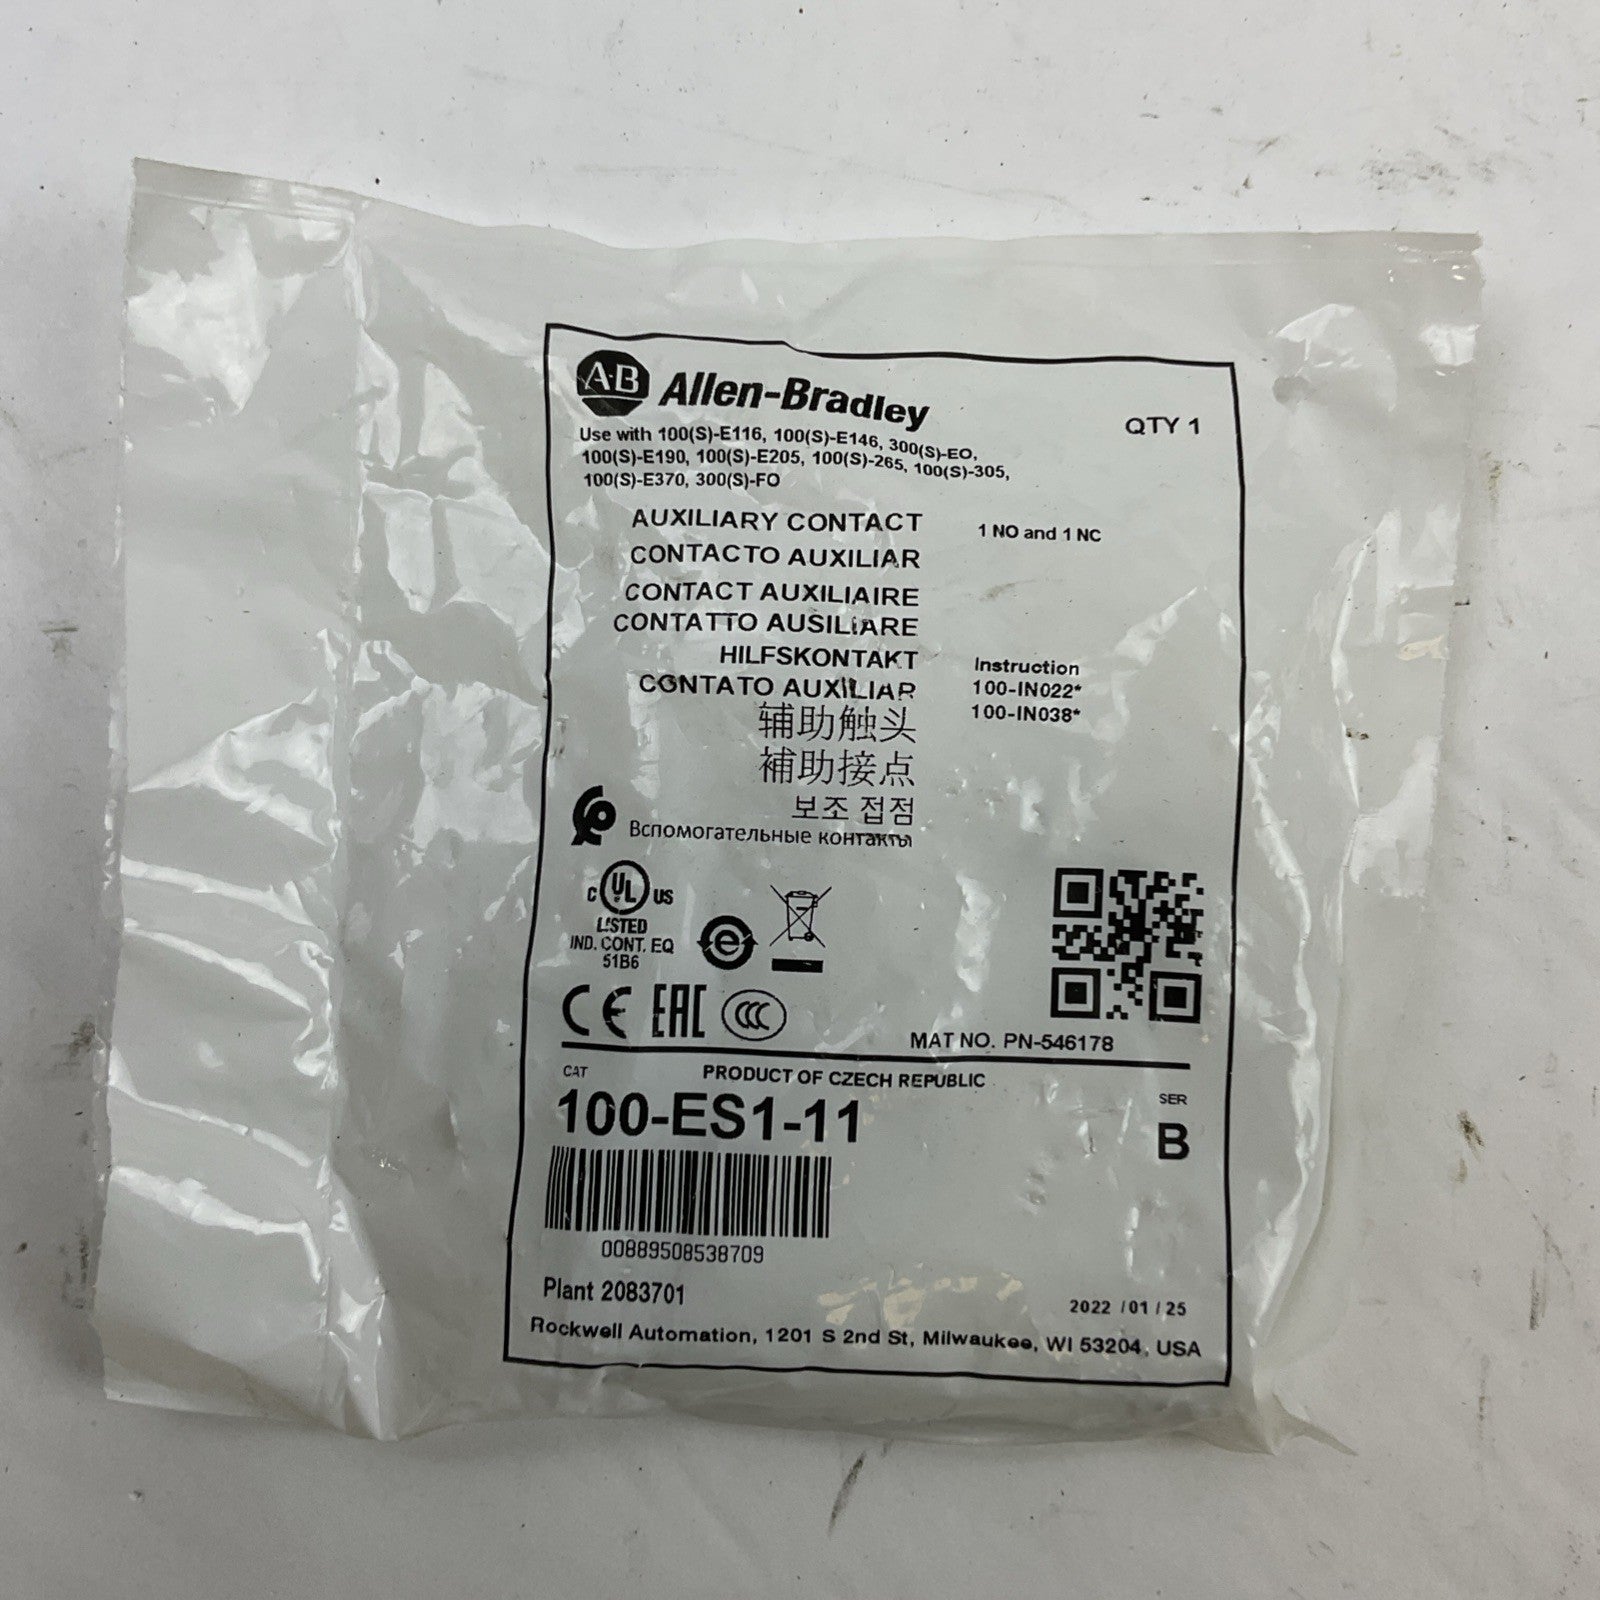 A-B Allen-Bradley
QTY 1
Use with 100(S)-E116, 100(S)-E146, 300(S)-EO,
100(S)-E190, 100(S)-E205, 100(S)-265, 100(S)-305,
100(S)-E370, 300(S)-FO
AUXILIARY CONTACT 1 NO and 1 NC
CONTACTO AUXILIAR
CONTACT AUXILIAIRE
CONTATTO AUSILIARE
HILFSKONTAKT
CONTATO AUXILIAR
辅助触头
補助接点
보조 접점
Вспомогательные контакты
Instruction
100-IN022*
100-IN038*
C UL US
LISTED
IND. CONT. EQ
51B6
e
CE EAC CCC
MAT NO. PN-546178
CAT PRODUCT OF CZECH REPUBLIC
100-ES1-11
SER
B
00889508538709
Plant 2083701
2022 /01 / 25
Rockwell Automation, 1201 S 2nd St, Milwaukee, WI 53204, USA